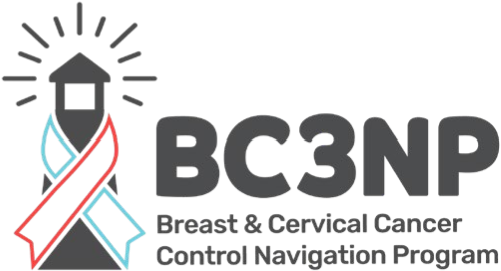 BC3NP
Breast & Cervical Cancer
Control Navigation Program